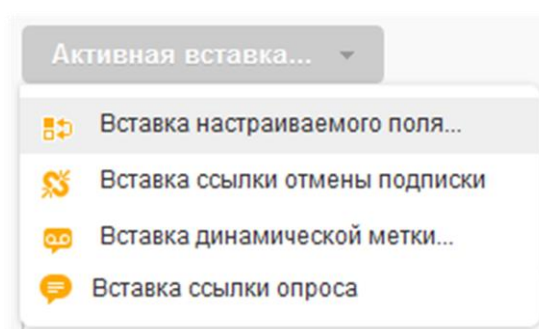 Активная вставка...
Вставка настраиваемого поля...
Вставка ссылки отмены подписки
Вставка динамической метки...
Вставка ссылки опроса